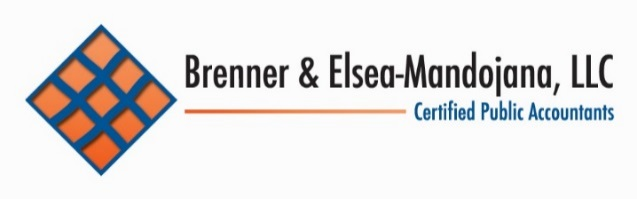 Brenner & Elsea-Mandojana, LLC
Certified Public Accountants